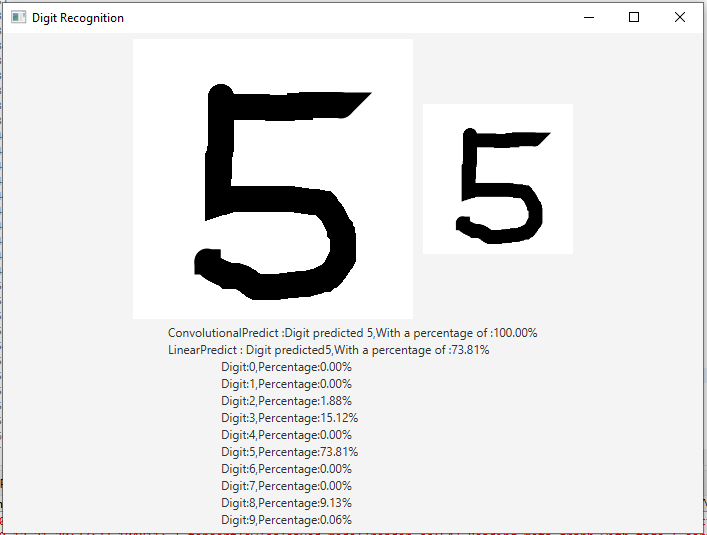 Digit Recognition
5
5
ConvolutionalPredict :Digit predicted 5,With a percentage of :100.00%
LinearPredict : Digit predicted5,With a percentage of :73.81%
Digit:0,Percentage:0.00%
Digit:1,Percentage:0.00%
Digit:2,Percentage:1.88%
Digit:3,Percentage:15.12%
Digit:4,Percentage:0.00%
Digit:5,Percentage:73.81%
Digit:6,Percentage:0.00%
Digit:7,Percentage:0.00%
Digit:8,Percentage:9.13%
Digit:9,Percentage:0.06%